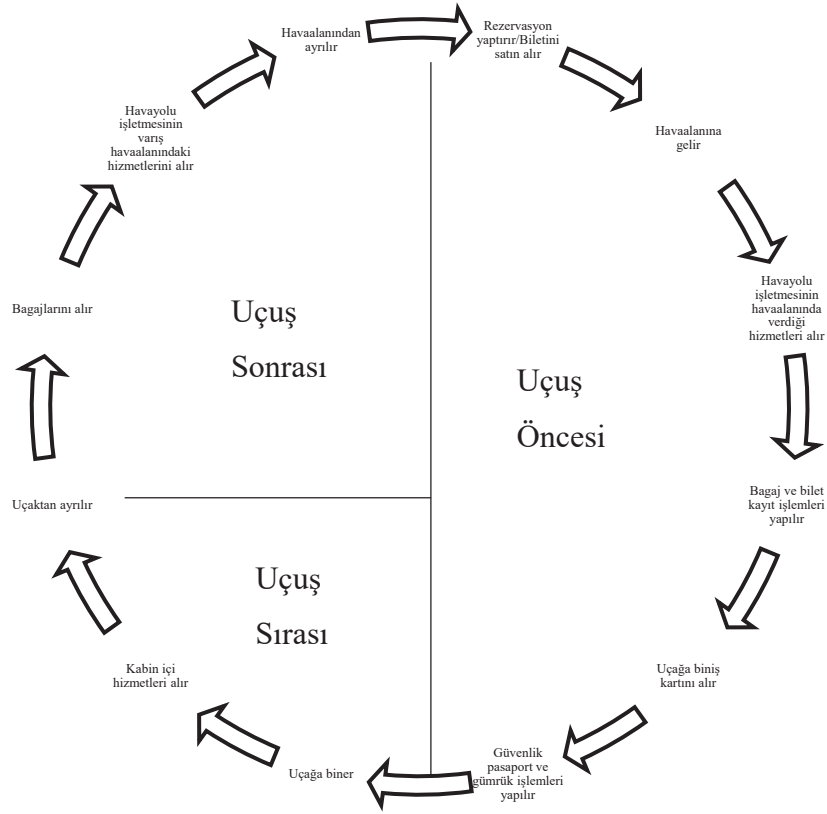 Rezervasyon
yaptırır/Biletini
satın alır
Havaalanına
gelir
Havayolu
işletmesinin
havaalanında
verdiği
hizmetleri alır
Bagaj ve bilet
kayıt işlemleri
yapılır
Uçağa biniş
kartını alır
Güvenlik
pasaport ve
gümrük işlemleri
yapılır
Uçağa biner
Kabin içi
hizmetleri alır
Uçaktan ayrılır
Bagajlarını alır
Havayolu
işletmesinin
varış
havaalanındaki
hizmetlerini alır
Havaalanından
ayrılır
Uçuş
Öncesi
Uçuş
Sırası
Uçuş
Sonrası